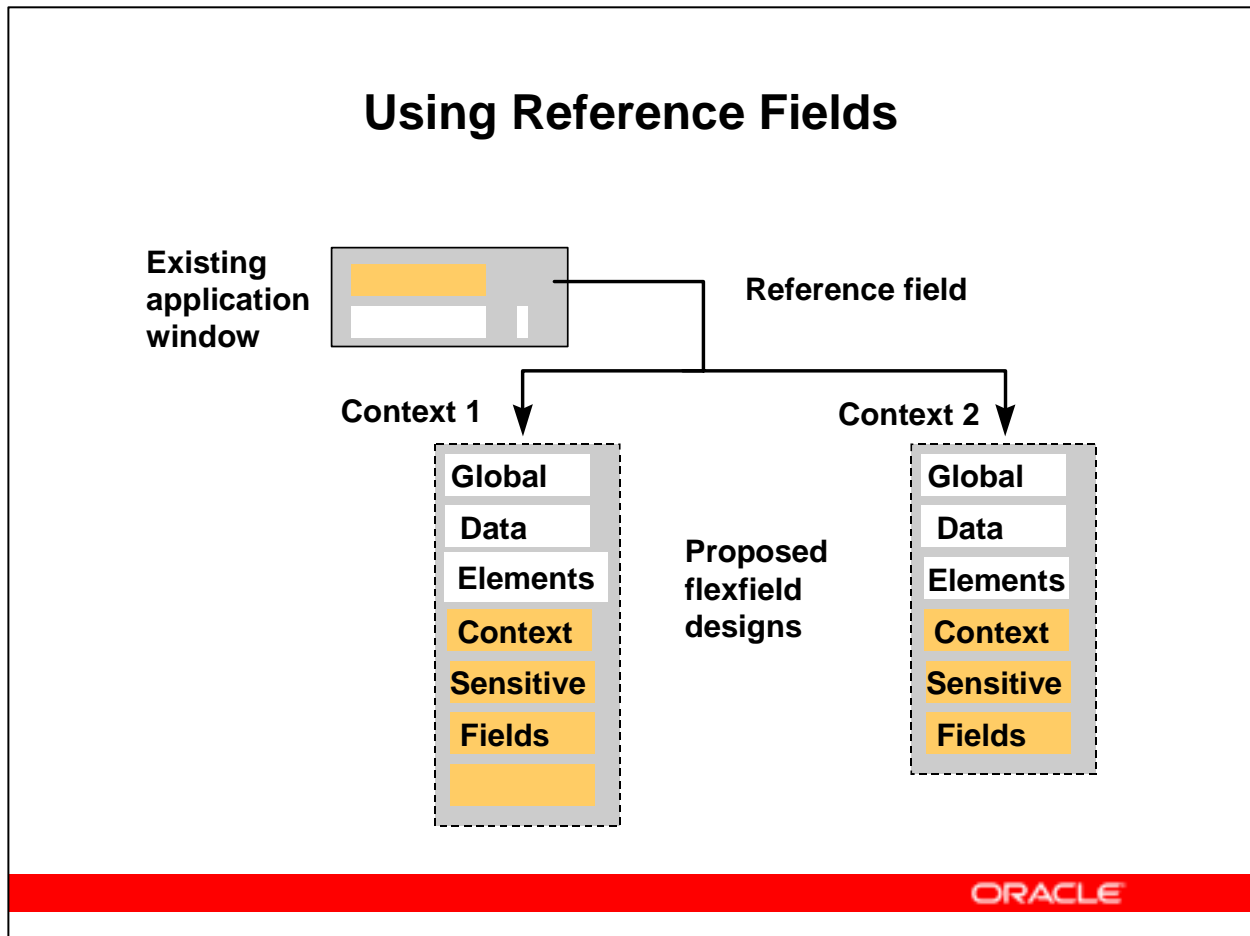 Using Reference Fields
Existing
application
window
Reference field
Context 1
Context 2
Global
Data
Elements
Context
Sensitive
Fields
Proposed
flexfield
designs
Global
Data
Elements
Context
Sensitive
Fields
ORACLE